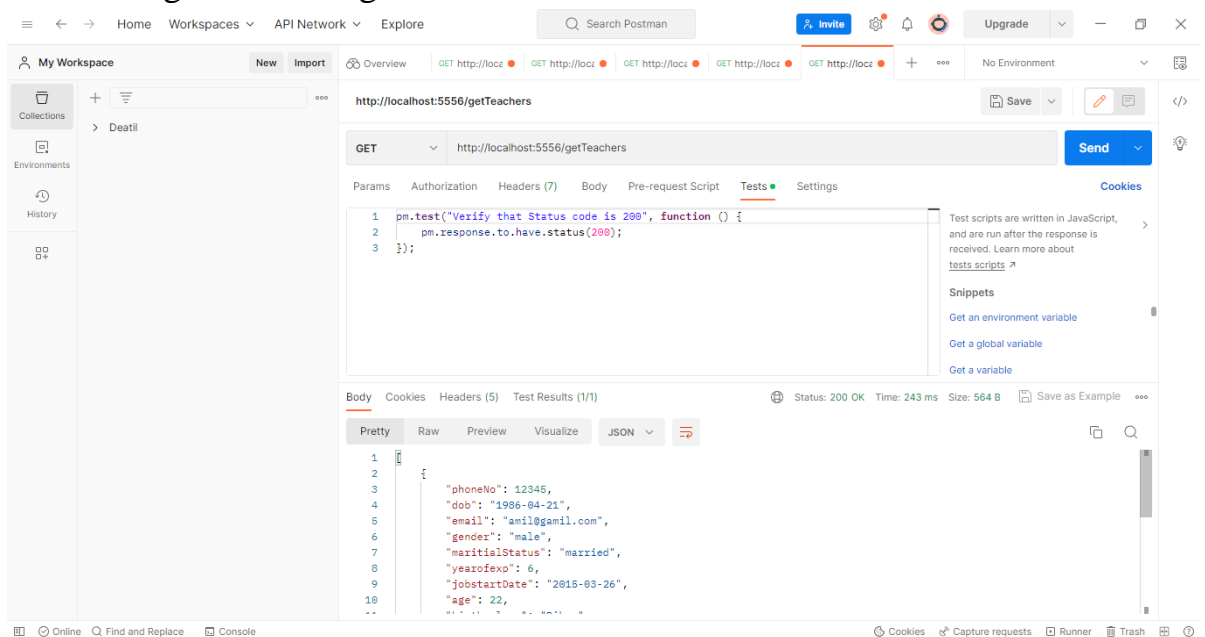 Home Workspaces API Network Explore Search Postman Invite Upgrade
My Workspace New Import Overview GET http://loca GET http://loca GET http://loca GET http://loca GET http://loca No Environment
Collections
Environments
History
Deatil
http://localhost:5556/getTeachers Save
GET http://localhost:5556/getTeachers Send
Params Authorization Headers (7) Body Pre-request Script Tests Settings Cookies
1 pm.test("Verify that Status code is 200", function () {
2 pm.response.to.have.status(200);
3 });
Test scripts are written in JavaScript,
and are run after the response is
received. Learn more about
tests scripts
Snippets
Get an environment variable
Get a global variable
Get a variable
Body Cookies Headers (5) Test Results (1/1) Status: 200 OK Time: 243 ms Size: 564 B Save as Example
Pretty Raw Preview Visualize JSON
1 [
2 {
3 "phoneNo": 12345,
4 "dob": "1986-04-21",
5 "email": "amil@gamil.com",
6 "gender": "male",
7 "maritialStatus": "married",
8 "yearofexp": 6,
9 "jobstartDate": "2015-03-26",
10 "age": 22,
Online Find and Replace Console Cookies Capture requests Runner Trash